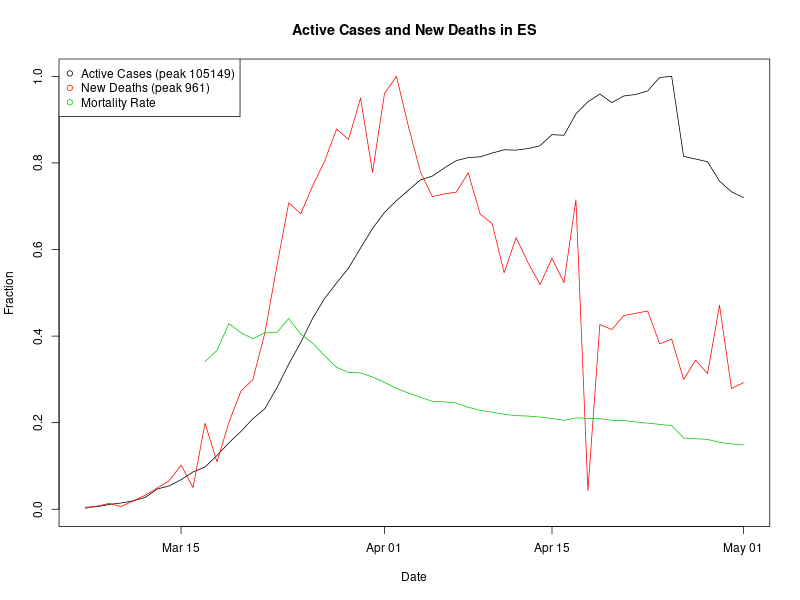 Active Cases and New Deaths in ES
Active Cases (peak 105149)
New Deaths (peak 961)
Mortality Rate
Fraction
1.0
0.8
0.6
0.4
0.2
0.0
Mar 15
Apr 01
Apr 15
May 01
Date